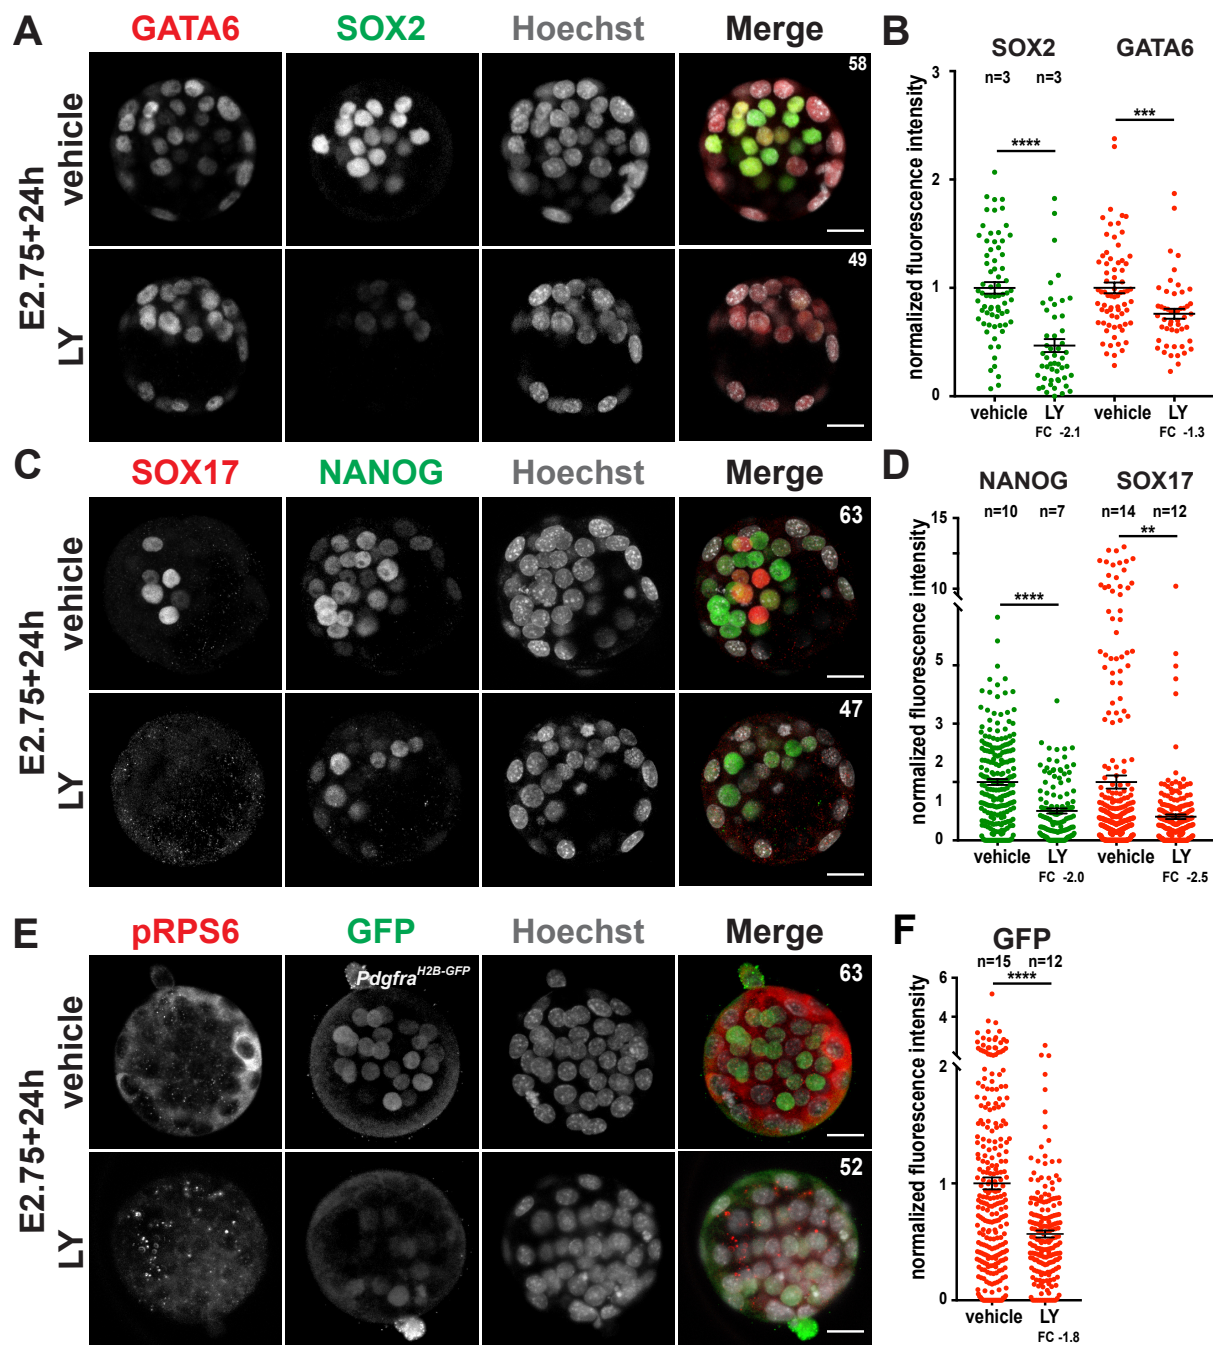 A
GATA6 SOX2 Hoechst Merge
E2.75+24h
vehicle
58
LY
49
B
SOX2 GATA6
n=3 n=3
normalized fluorescence intensity
3
2
1
0
****
***
vehicle LY vehicle LY
FC -2.1 FC -1.3
C
SOX17 NANOG Hoechst Merge
E2.75+24h
vehicle
63
LY
47
D
NANOG SOX17
n=10 n=7 n=14 n=12
normalized fluorescence intensity
15
10
5
3
2
1
0
****
**
vehicle LY vehicle LY
FC -2.0 FC -2.5
E
pRPS6 GFP Hoechst Merge
E2.75+24h
vehicle
Pdgfra^H2B-GFP
63
LY
52
F
GFP
n=15 n=12
****
normalized fluorescence intensity
6
4
2
1
0
vehicle LY
FC -1.8